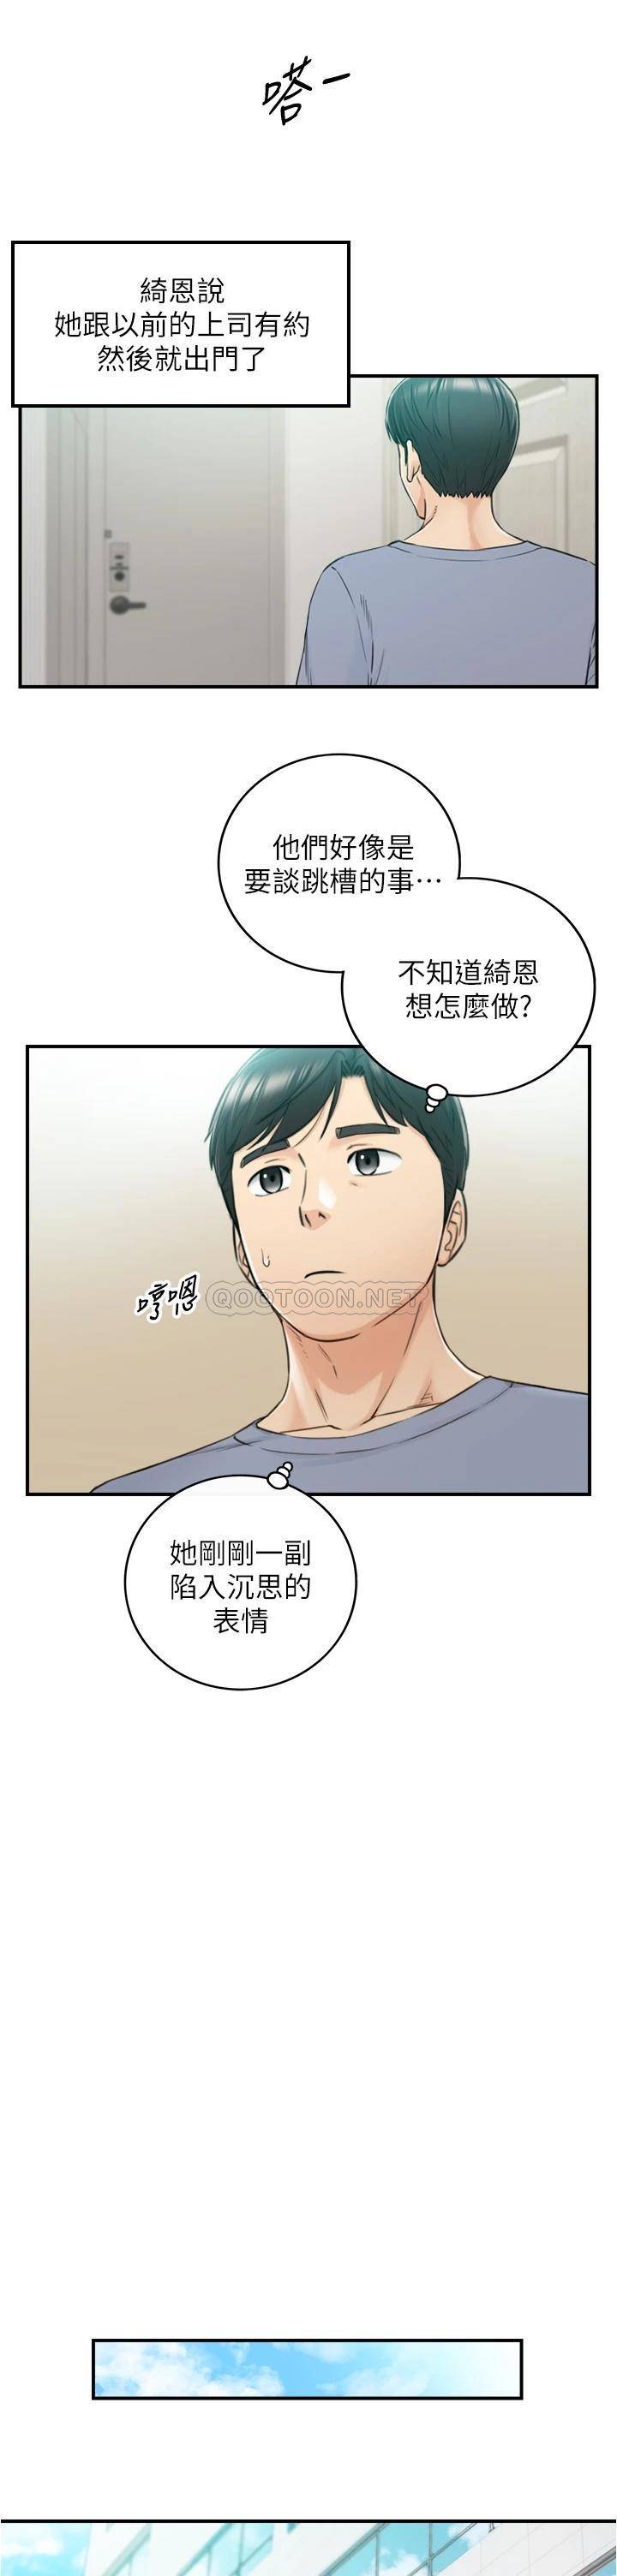 嗒一
綺恩說
她跟以前的上司有約
然後就出門了
他們好像是
要談跳槽的事…
不知道綺恩
想怎麼做?
哼嗯
QOOTOON.NET
她剛剛一副
陷入沉思的
表情